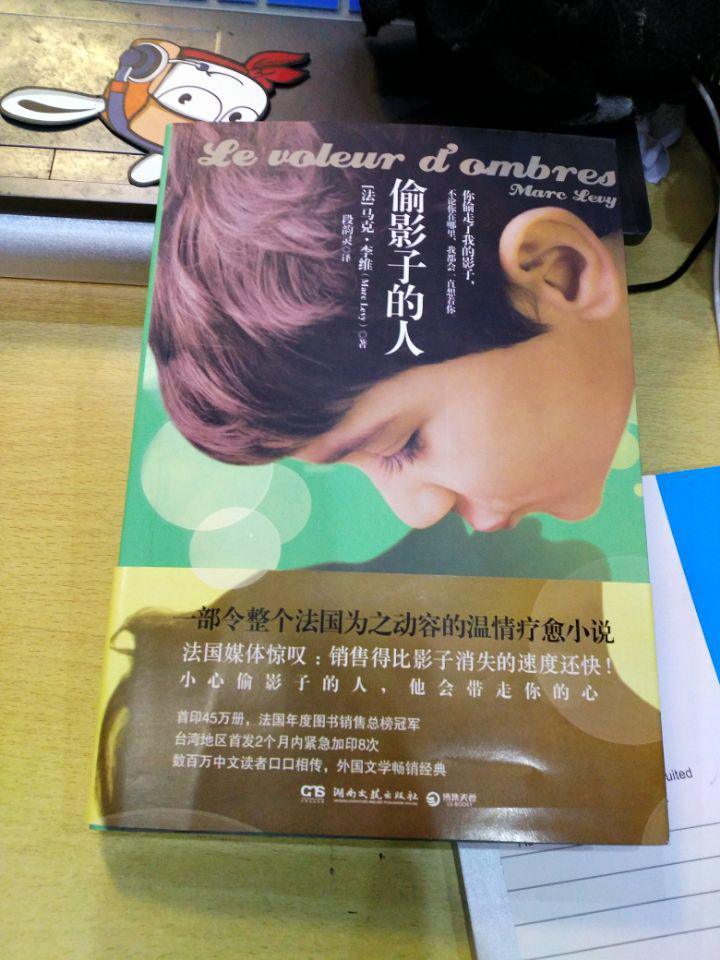 Le voleur d'ombres
Marc Levy
你偷走了我的影子，
不论你在哪里，我都会一直想着你
偷影子的人
[法] 马克·李维（Marc Levy）◎著
段韵灵◎译
一部令整个法国为之动容的温情疗愈小说
法国媒体惊叹：销售得比影子消失的速度还快！
小心偷影子的人，他会带走你的心
首印45万册，法国年度图书销售总榜冠军
台湾地区首发2个月内紧急加印8次
数百万中文读者口口相传，外国文学畅销经典
湖南文艺出版社
博集天卷
CS-BOOKY
uited